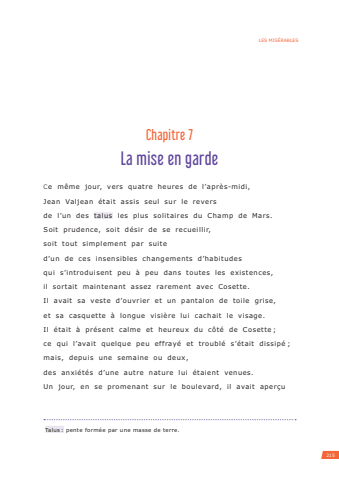 LES MISÉRABLES
Chapitre 7
La mise en garde
Ce même jour, vers quatre heures de l'après-midi,
Jean Valjean était assis seul sur le revers
de l'un des talus les plus solitaires du Champ de Mars.
Soit prudence, soit désir de se recueillir,
soit tout simplement par suite
d'un de ces insensibles changements d'habitudes
qui s'introduisent peu à peu dans toutes les existences,
il sortait maintenant assez rarement avec Cosette.
Il avait sa veste d'ouvrier et un pantalon de toile grise,
et sa casquette à longue visière lui cachait le visage.
Il était à présent calme et heureux du côté de Cosette ;
ce qui l'avait quelque peu effrayé et troublé s'était dissipé ;
mais, depuis une semaine ou deux,
des anxiétés d'une autre nature lui étaient venues.
Un jour, en se promenant sur le boulevard, il avait aperçu
Talus : pente formée par une masse de terre.
215